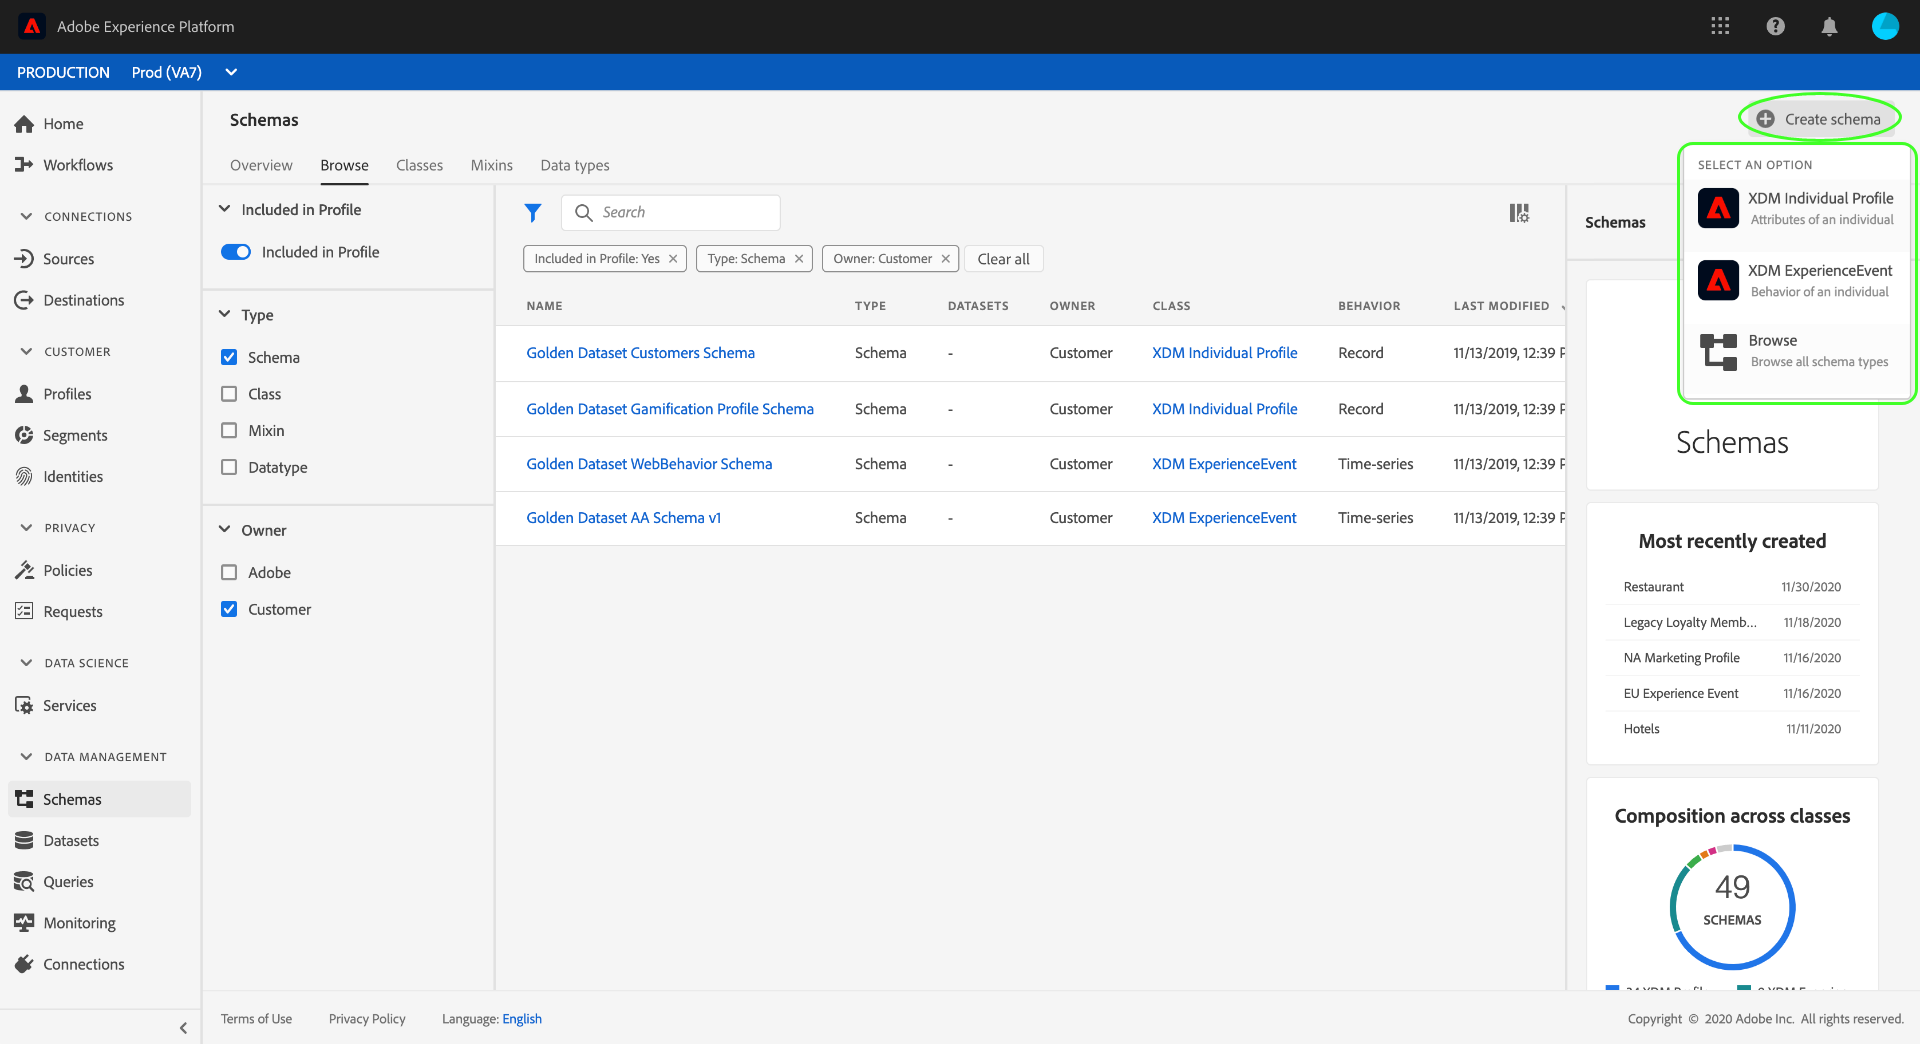 Adobe Experience Platform
PRODUCTION Prod (VA7)
Home
Workflows
CONNECTIONS
Sources
Destinations
CUSTOMER
Profiles
Segments
Identities
PRIVACY
Policies
Requests
DATA SCIENCE
Services
DATA MANAGEMENT
Schemas
Datasets
Queries
Monitoring
Connections
Schemas
Create schema
Overview Browse Classes Mixins Data types
SELECT AN OPTION
XDM Individual Profile
Attributes of an individual
XDM ExperienceEvent
Behavior of an individual
Browse
Browse all schema types
Included in Profile
Included in Profile
Type
Schema
Class
Mixin
Datatype
Owner
Adobe
Customer
Search
Included in Profile: Yes Type: Schema Owner: Customer Clear all
NAME TYPE DATASETS OWNER CLASS BEHAVIOR LAST MODIFIED
Golden Dataset Customers Schema Schema - Customer XDM Individual Profile Record 11/13/2019, 12:39 P
Golden Dataset Gamification Profile Schema Schema - Customer XDM Individual Profile Record 11/13/2019, 12:39 P
Golden Dataset WebBehavior Schema Schema - Customer XDM ExperienceEvent Time-series 11/13/2019, 12:39 P
Golden Dataset AA Schema v1 Schema - Customer XDM ExperienceEvent Time-series 11/13/2019, 12:39 P
Schemas
Schemas
Most recently created
Restaurant 11/30/2020
Legacy Loyalty Memb... 11/18/2020
NA Marketing Profile 11/16/2020
EU Experience Event 11/16/2020
Hotels 11/11/2020
Composition across classes
49
SCHEMAS
Terms of Use Privacy Policy Language: English
Copyright © 2020 Adobe Inc. All rights reserved.